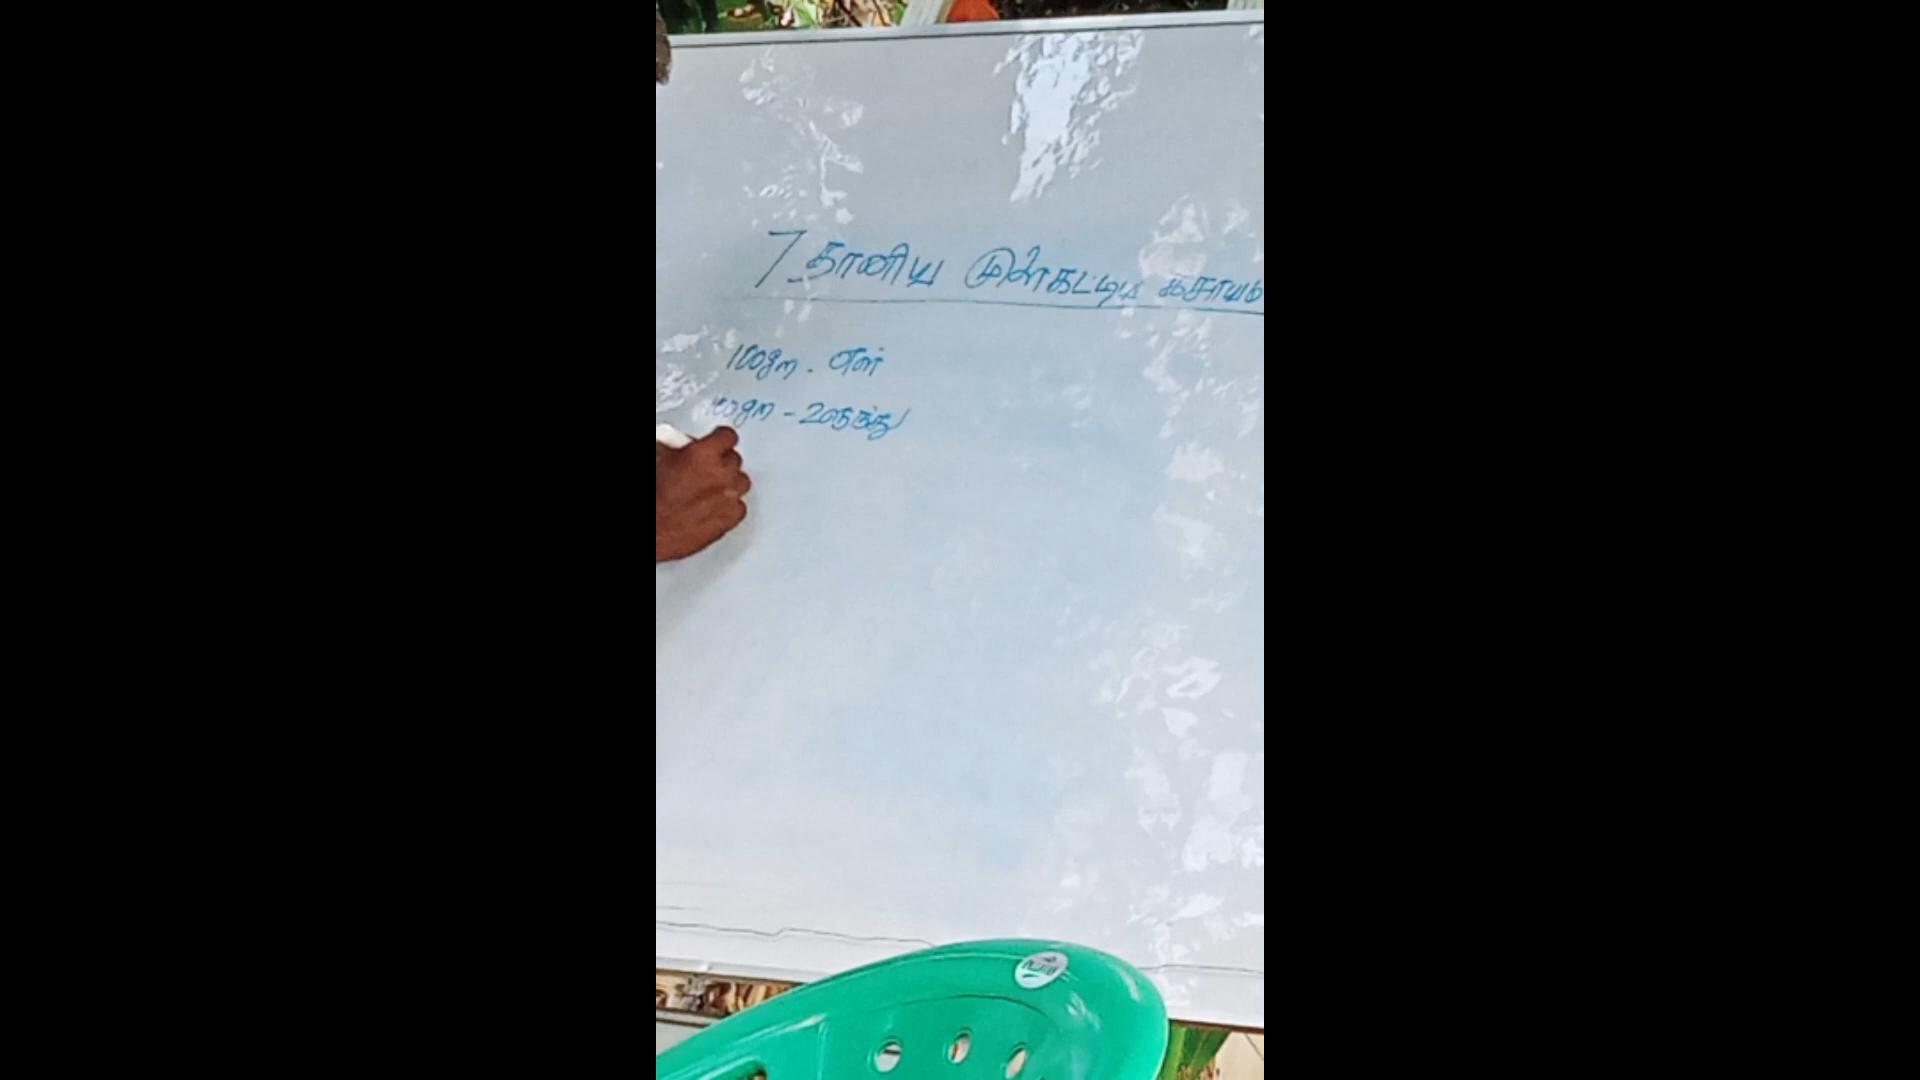 7 தானிய முளைகட்டிய கசாயம்
100கி - எள்
100கி - உளுந்து